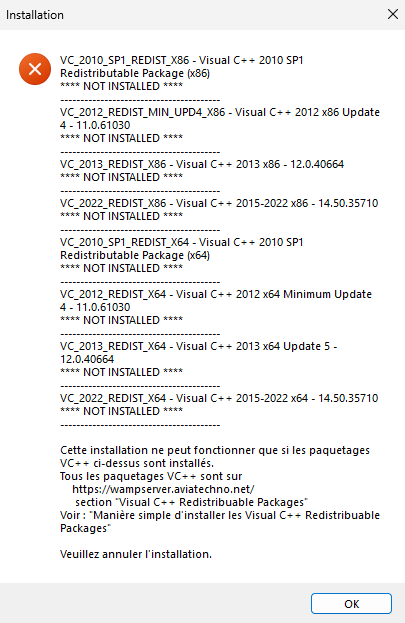 Installation
VC_2010_SP1_REDIST_X86 - Visual C++ 2010 SP1
Redistributable Package (x86)
**** NOT INSTALLED ****
----------------------------------------
VC_2012_REDIST_MIN_UPD4_X86 - Visual C++ 2012 x86 Update
4 - 11.0.61030
**** NOT INSTALLED ****
----------------------------------------
VC_2013_REDIST_X86 - Visual C++ 2013 x86 - 12.0.40664
**** NOT INSTALLED ****
----------------------------------------
VC_2022_REDIST_X86 - Visual C++ 2015-2022 x86 - 14.50.35710
**** NOT INSTALLED ****
----------------------------------------
VC_2010_SP1_REDIST_X64 - Visual C++ 2010 SP1
Redistributable Package (x64)
**** NOT INSTALLED ****
----------------------------------------
VC_2012_REDIST_X64 - Visual C++ 2012 x64 Minimum Update
4 - 11.0.61030
**** NOT INSTALLED ****
----------------------------------------
VC_2013_REDIST_X64 - Visual C++ 2013 x64 Update 5 -
12.0.40664
**** NOT INSTALLED ****
----------------------------------------
VC_2022_REDIST_X64 - Visual C++ 2015-2022 x64 - 14.50.35710
**** NOT INSTALLED ****
----------------------------------------
Cette installation ne peut fonctionner que si les paquetages
VC++ ci-dessus sont installés.
Tous les paquetages VC++ sont sur
https://wampserver.aviatechno.net/
section "Visual C++ Redistribuable Packages"
Voir : "Manière simple d'installer les Visual C++ Redistribuable
Packages"
Veuillez annuler l'installation.
OK